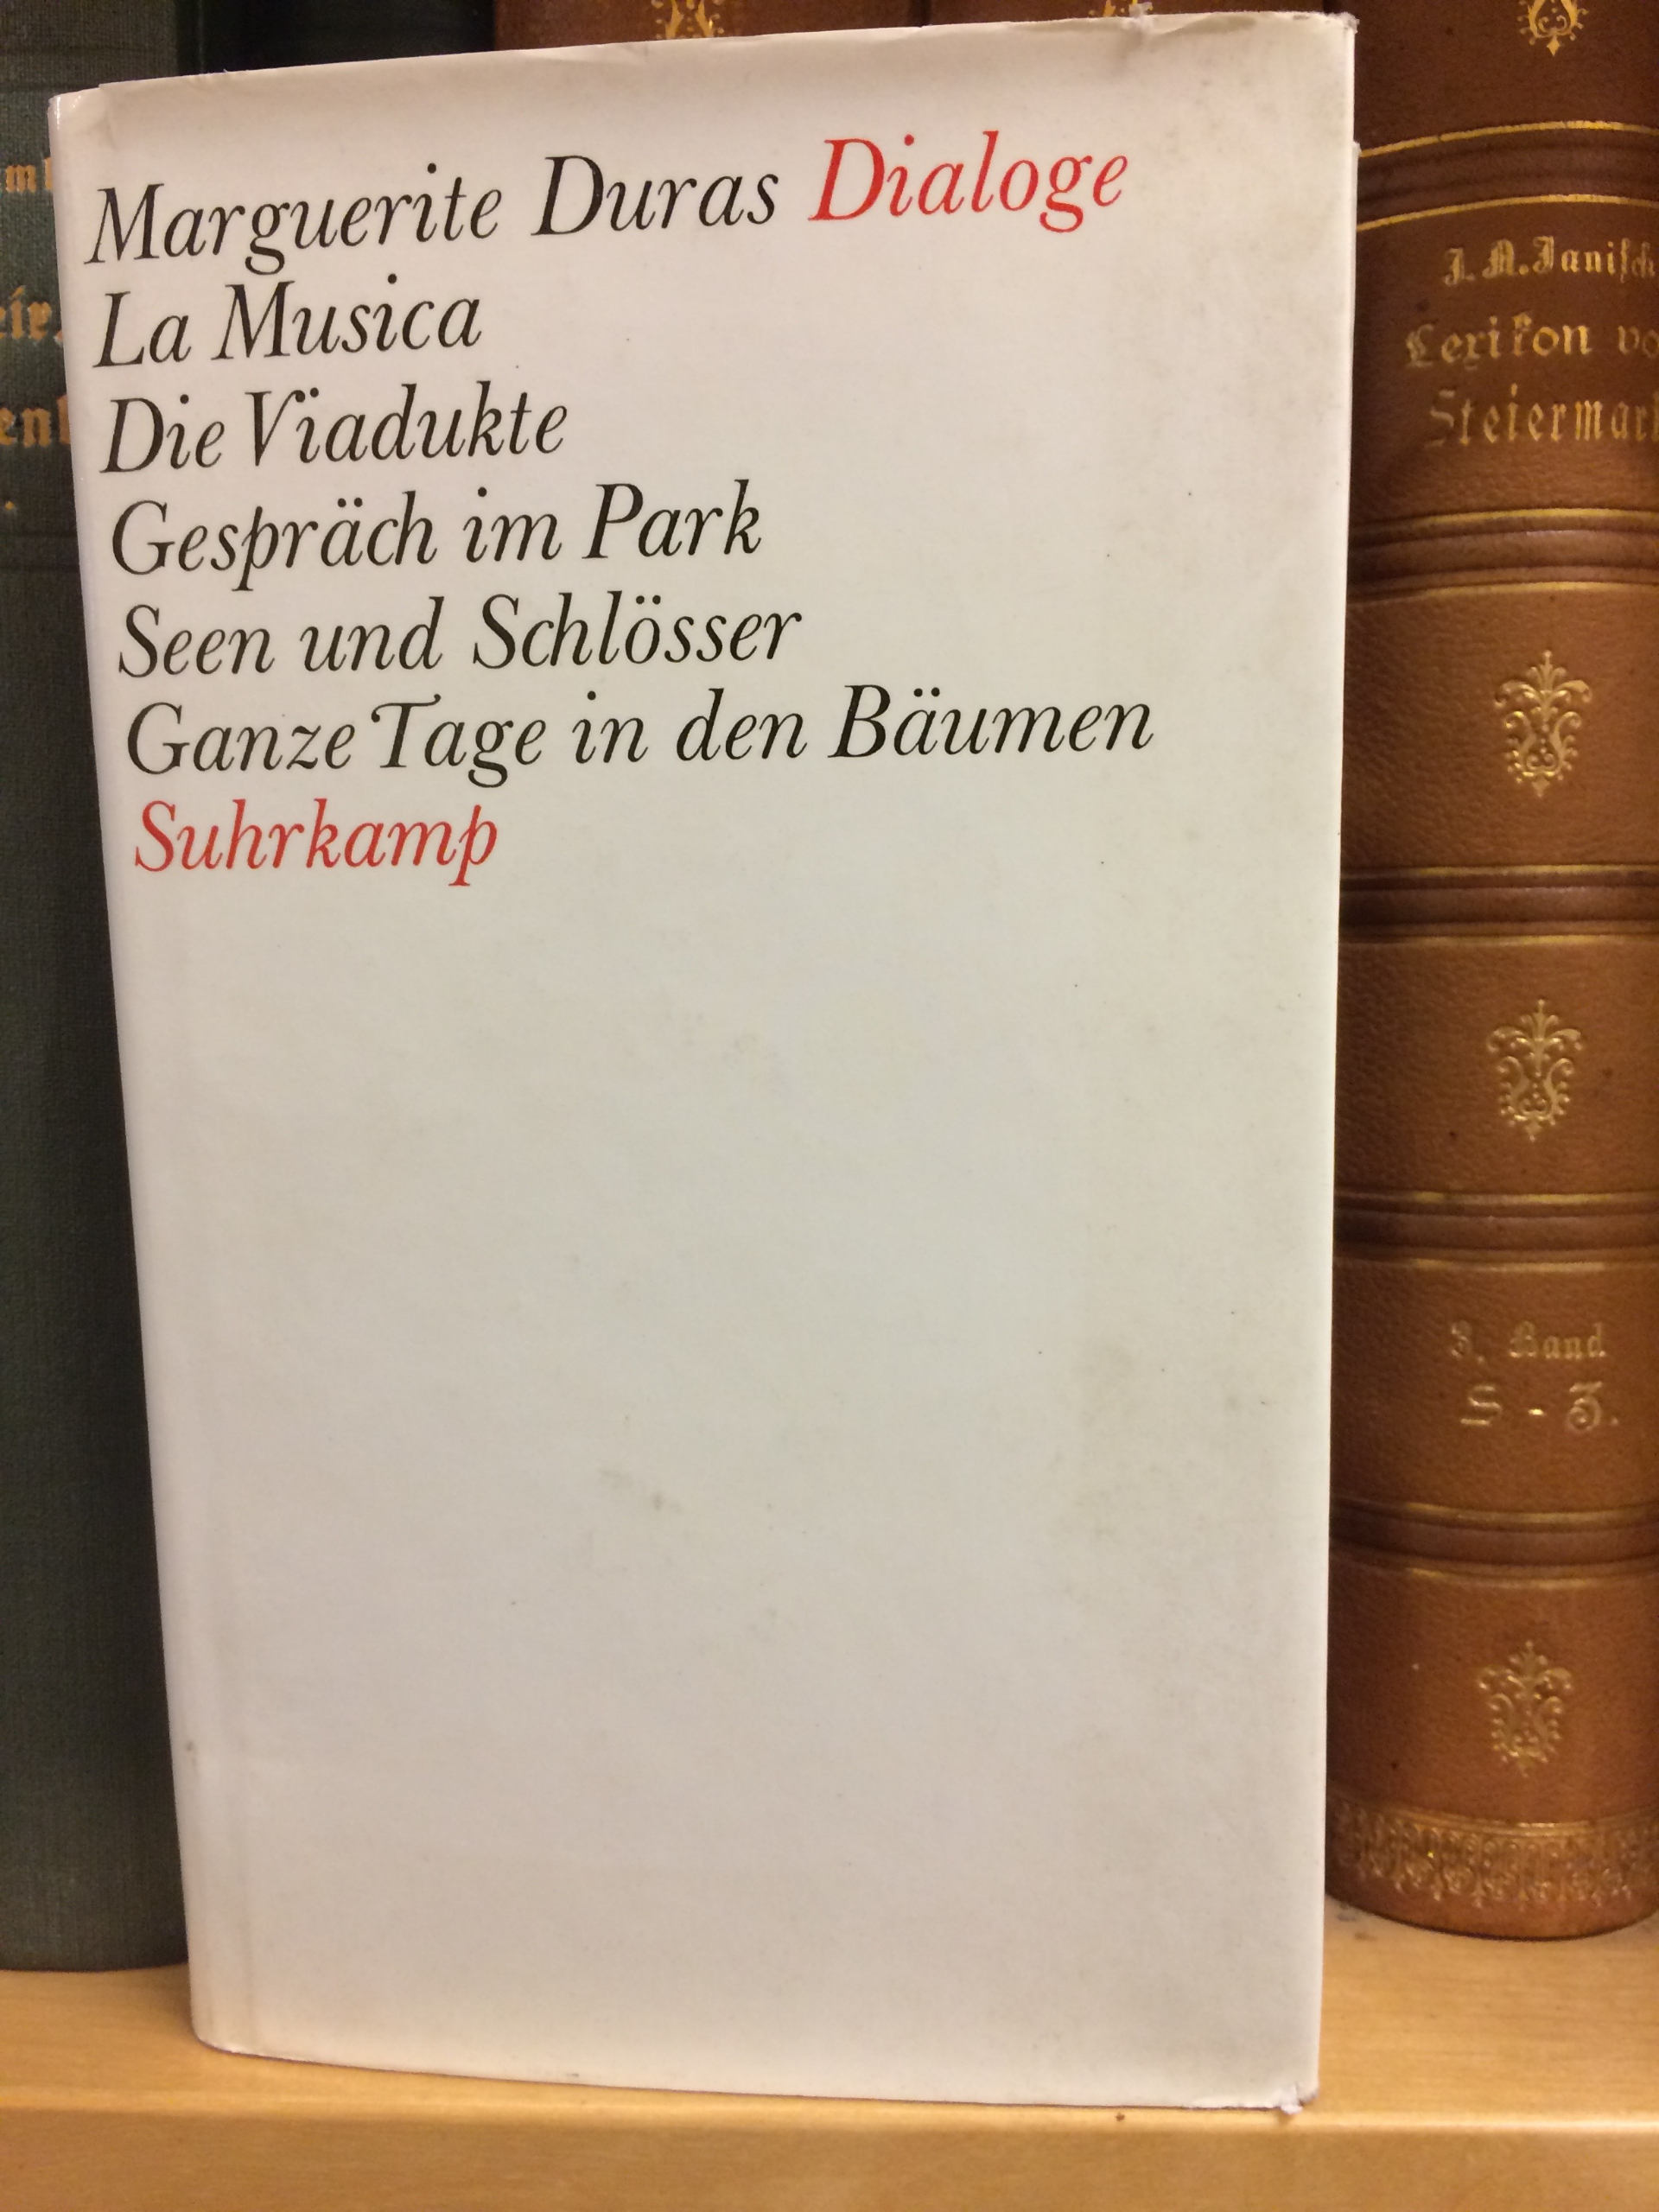 Marguerite Duras Dialoge
La Musica
Die Viadukte
Gespräch im Park
Seen und Schlösser
Ganze Tage in den Bäumen
Suhrkamp
J. A. Janisch
Lexikon
Steiermark
3. Band
S - Z.